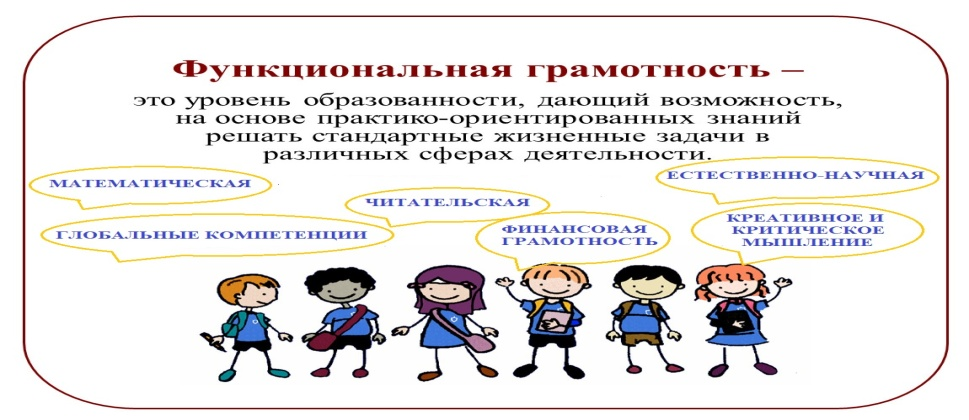 Функциональная грамотность –
это уровень образованности, дающий возможность,
на основе практико-ориентированных знаний
решать стандартные жизненные задачи в
различных сферах деятельности.
МАТЕМАТИЧЕСКАЯ
ЕСТЕСТВЕННО-НАУЧНАЯ
ЧИТАТЕЛЬСКАЯ
ГЛОБАЛЬНЫЕ КОМПЕТЕНЦИИ
ФИНАНСОВАЯ
ГРАМОТНОСТЬ
КРЕАТИВНОЕ И
КРИТИЧЕСКОЕ
МЫШЛЕНИЕ